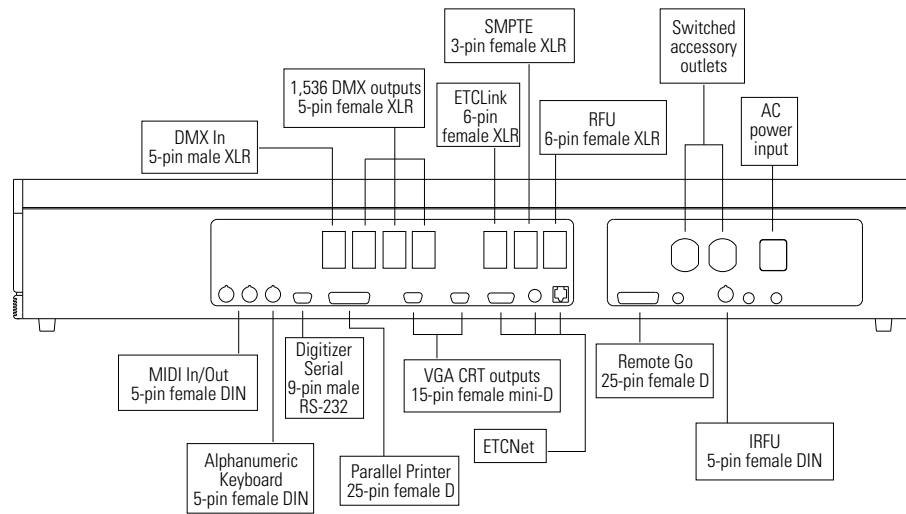 SMPTE
3-pin female XLR
Switched
accessory
outlets
1,536 DMX outputs
5-pin female XLR
ETCLink
6-pin
female XLR
RFU
6-pin female XLR
AC
power
input
DMX In
5-pin male XLR
MIDI In/Out
5-pin female DIN
Digitizer
Serial
9-pin male
RS-232
VGA CRT outputs
15-pin female mini-D
Remote Go
25-pin female D
ETCNet
IRFU
5-pin female DIN
Alphanumeric
Keyboard
5-pin female DIN
Parallel Printer
25-pin female D